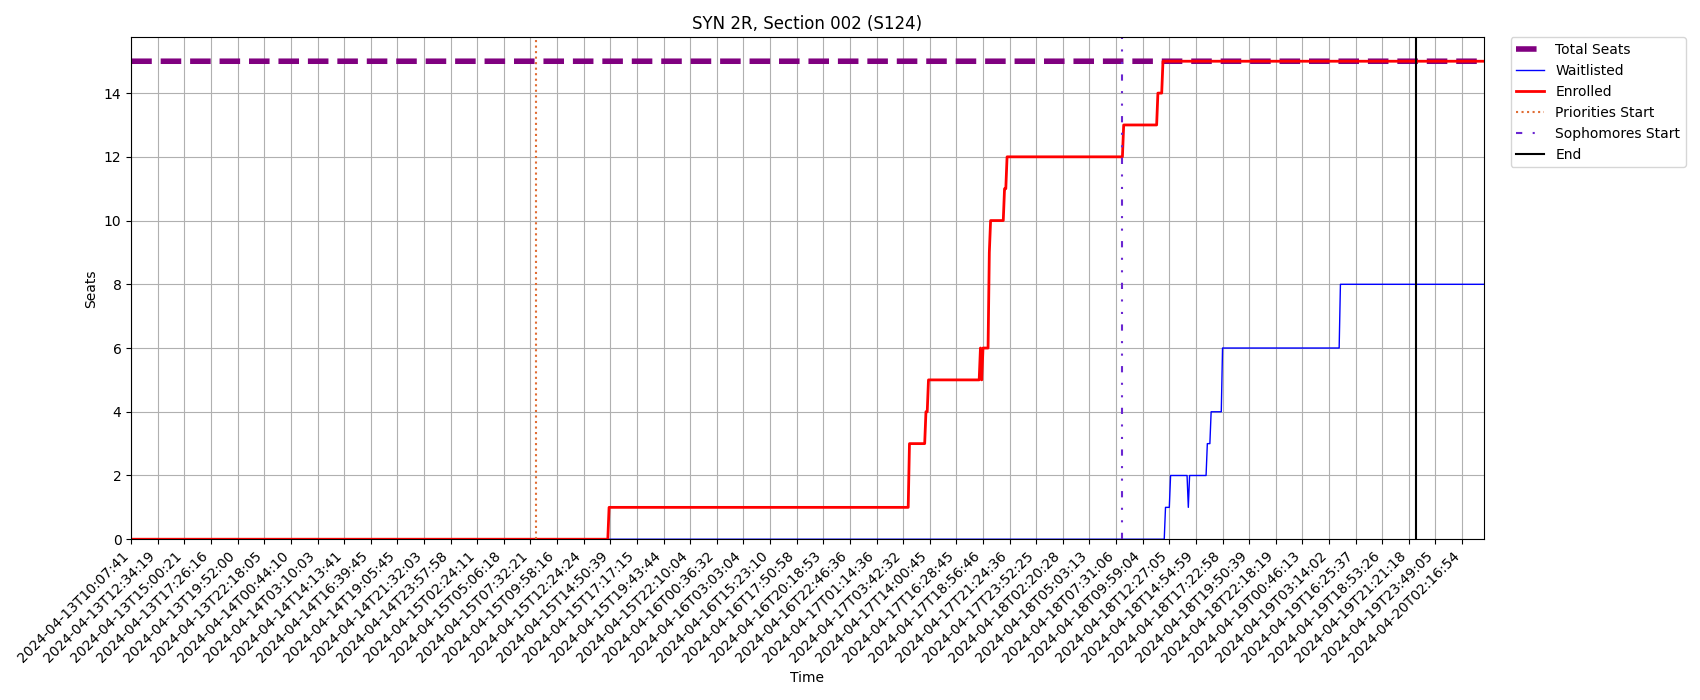 SYN 2R, Section 002 (S124)
Total Seats
Waitlisted
Enrolled
Priorities Start
Sophomores Start
End
Seats
14
12
10
8
6
4
2
0
2024-04-13T10:07:41
2024-04-13T12:34:19
2024-04-13T15:00:21
2024-04-13T17:26:16
2024-04-13T19:52:00
2024-04-13T22:18:05
2024-04-14T00:44:10
2024-04-14T03:10:03
2024-04-14T14:13:41
2024-04-14T16:39:45
2024-04-14T19:05:45
2024-04-14T21:32:03
2024-04-14T23:57:58
2024-04-15T02:24:11
2024-04-15T05:06:18
2024-04-15T07:32:21
2024-04-15T09:58:16
2024-04-15T12:24:24
2024-04-15T14:50:39
2024-04-15T17:17:15
2024-04-15T19:43:44
2024-04-15T22:10:04
2024-04-16T00:36:32
2024-04-16T03:03:04
2024-04-16T15:23:10
2024-04-16T17:50:58
2024-04-16T20:18:53
2024-04-16T22:46:36
2024-04-17T01:14:36
2024-04-17T03:42:32
2024-04-17T14:00:45
2024-04-17T16:28:45
2024-04-17T18:56:46
2024-04-17T21:24:36
2024-04-17T23:52:25
2024-04-18T02:20:28
2024-04-18T05:03:13
2024-04-18T07:31:06
2024-04-18T09:59:04
2024-04-18T12:27:05
2024-04-18T14:54:59
2024-04-18T17:22:58
2024-04-18T19:50:39
2024-04-18T22:18:19
2024-04-19T00:46:13
2024-04-19T03:14:02
2024-04-19T16:25:37
2024-04-19T18:53:26
2024-04-19T21:21:18
2024-04-19T23:49:05
2024-04-20T02:16:54
Time